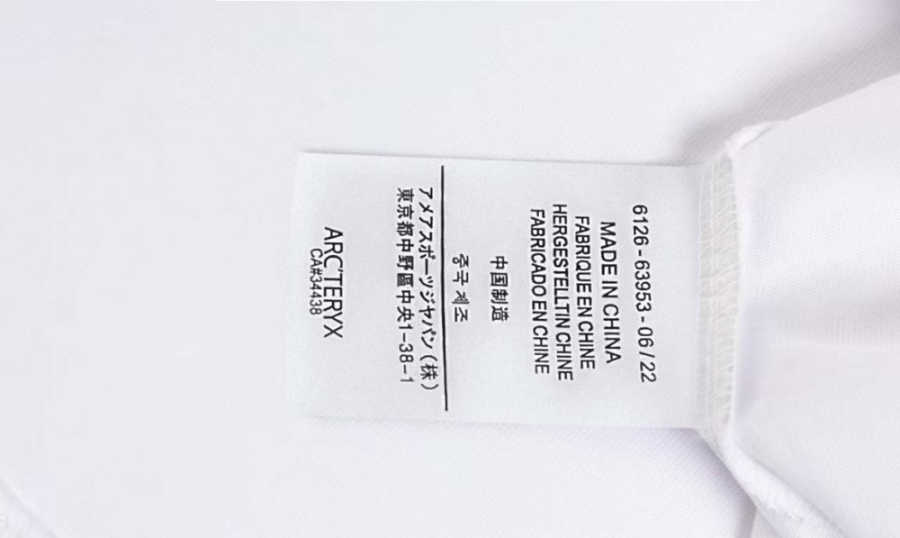 6126-63953-06/22
MADE IN CHINA
FABRIQUE EN CHINE
HERGESTELLT IN CHINE
FABRICADO EN CHINE
中国制造
중국 제조
アメアスポーツジャパン(株)
東京都中野區中央1-38-1
ARC'TERYX
CA#34438